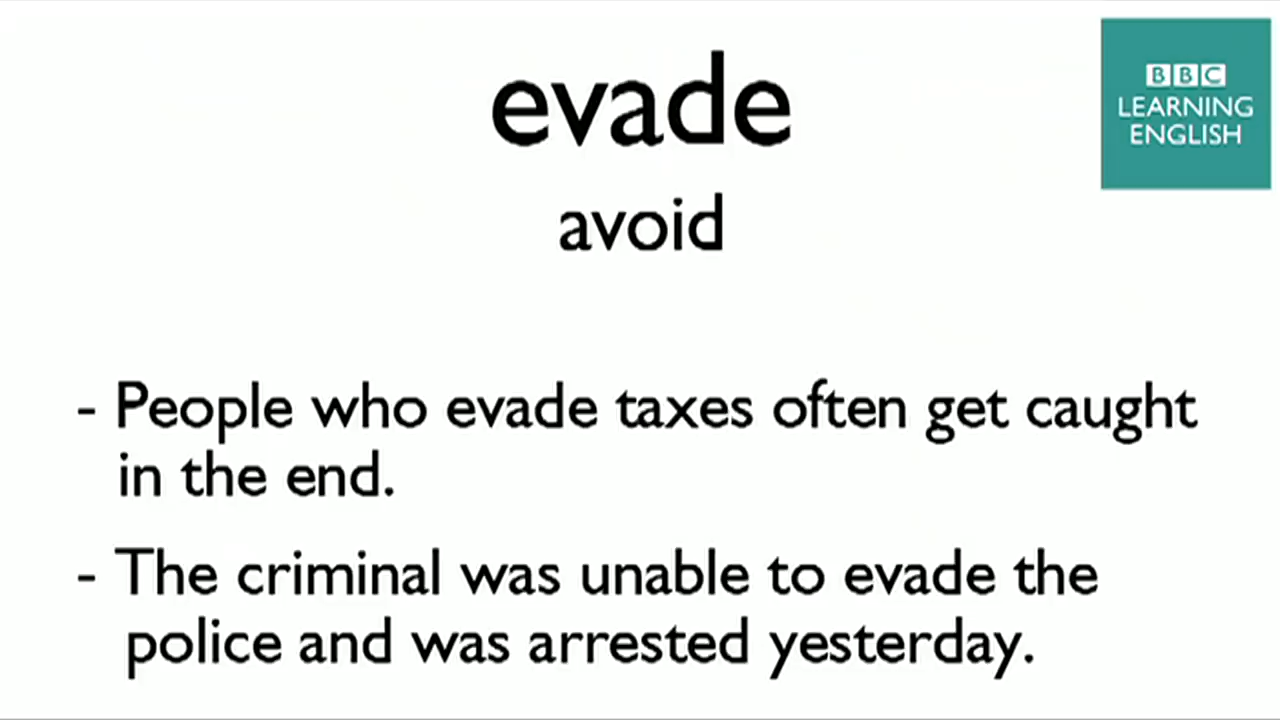 evade
BBC
LEARNING
ENGLISH
avoid
- People who evade taxes often get caught
in the end.
- The criminal was unable to evade the
police and was arrested yesterday.